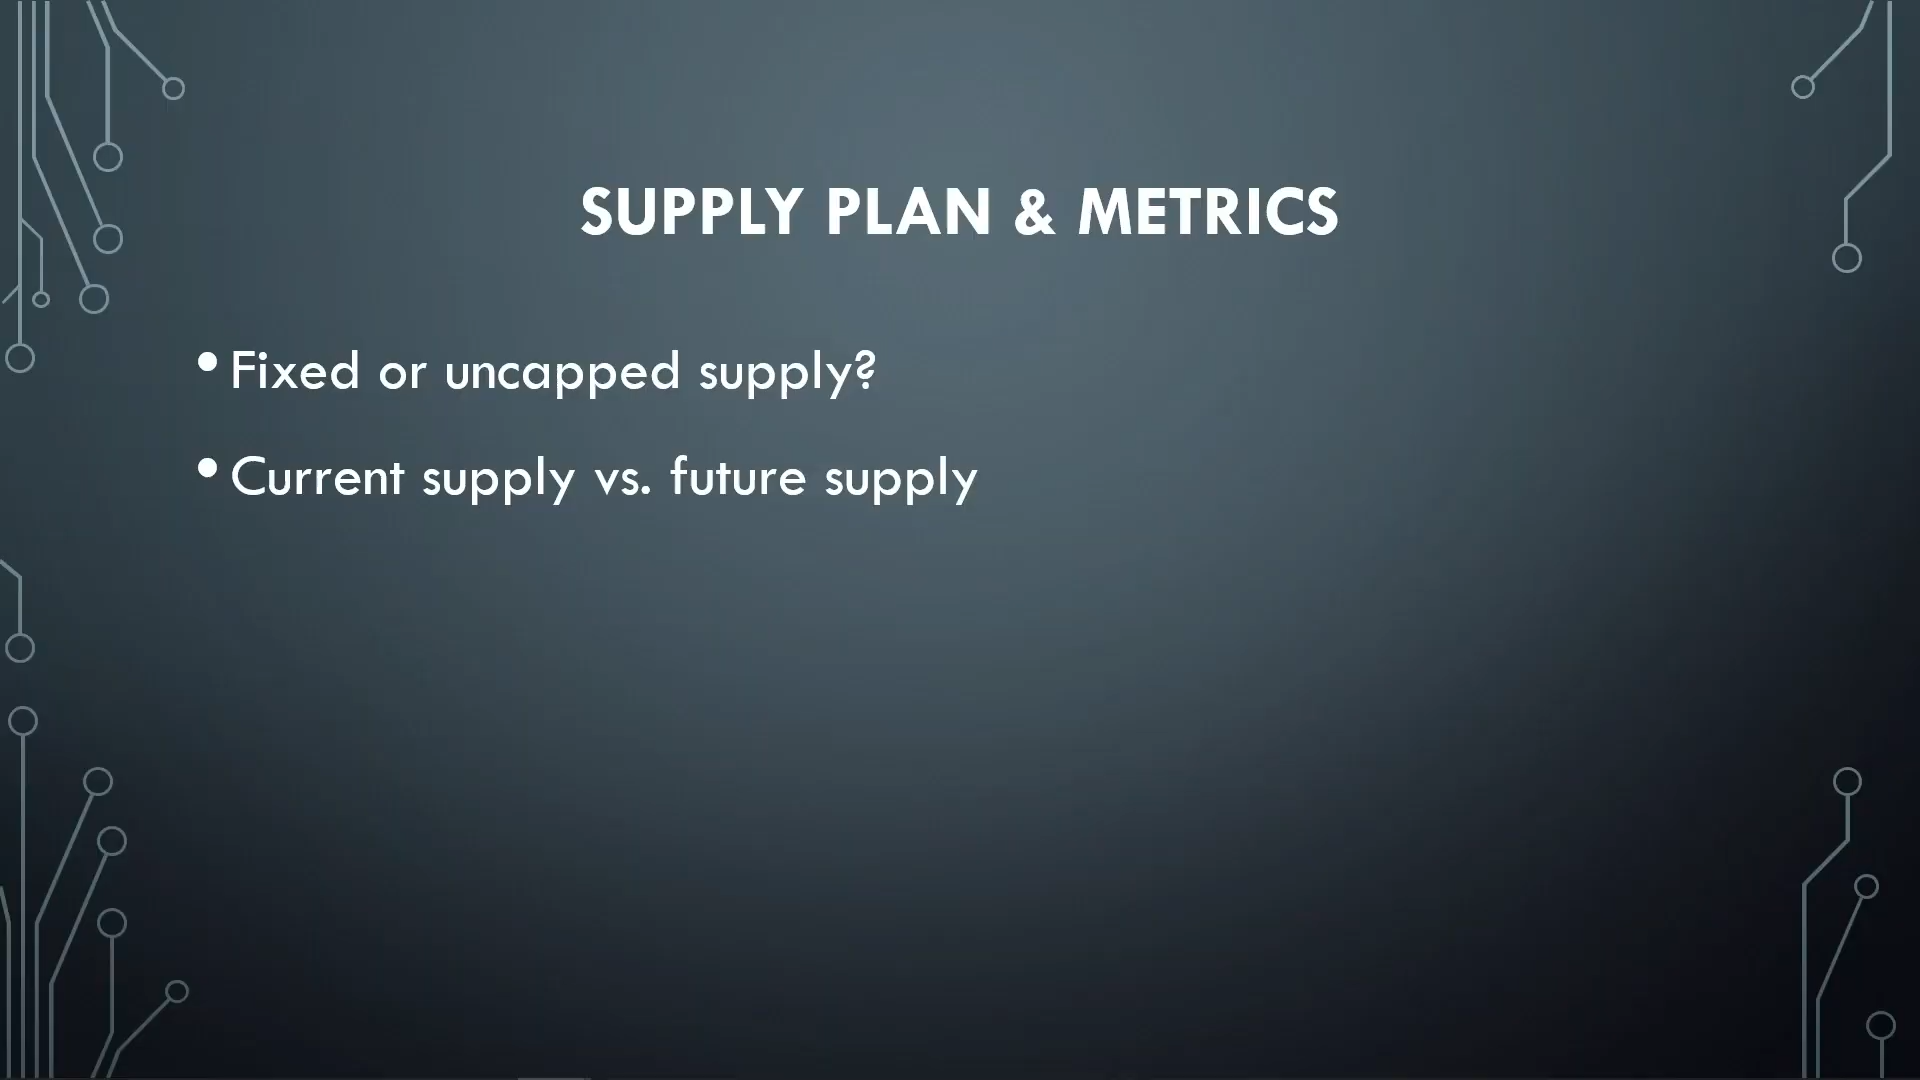 SUPPLY PLAN & METRICS
• Fixed or uncapped supply?
• Current supply vs. future supply